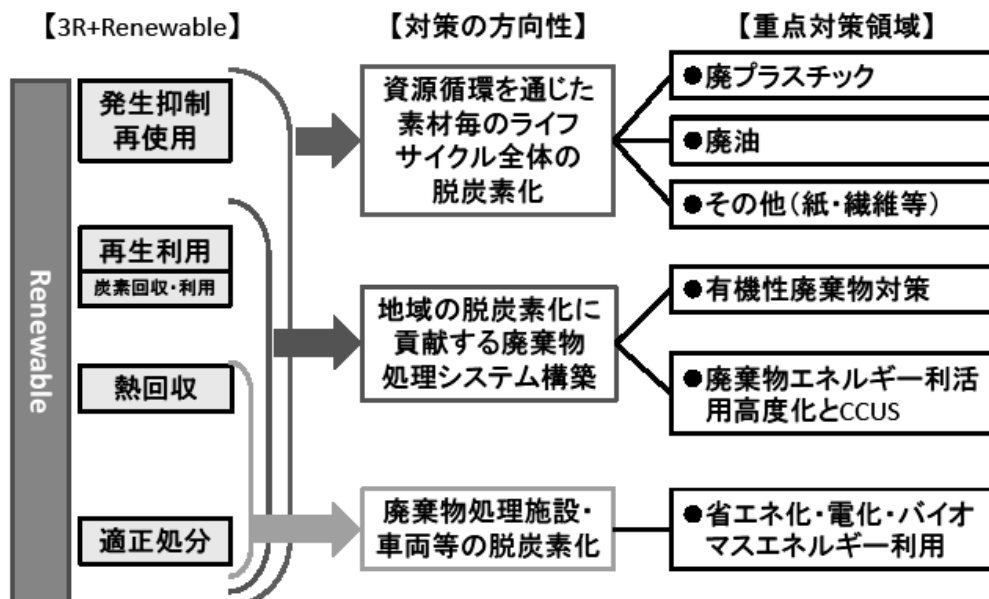 【3R+Renewable】
【対策の方向性】
【重点対策領域】
Renewable
発生抑制
再使用
再生利用
炭素回収・利用
熱回収
適正処分
資源循環を通じた
素材毎のライフ
サイクル全体の
脱炭素化
地域の脱炭素化に
貢献する廃棄物
処理システム構築
廃棄物処理施設・
車両等の脱炭素化
●廃プラスチック
●廃油
●その他（紙・繊維等）
●有機性廃棄物対策
●廃棄物エネルギー利活
用高度化とCCUS
●省エネ化・電化・バイオ
マスエネルギー利用